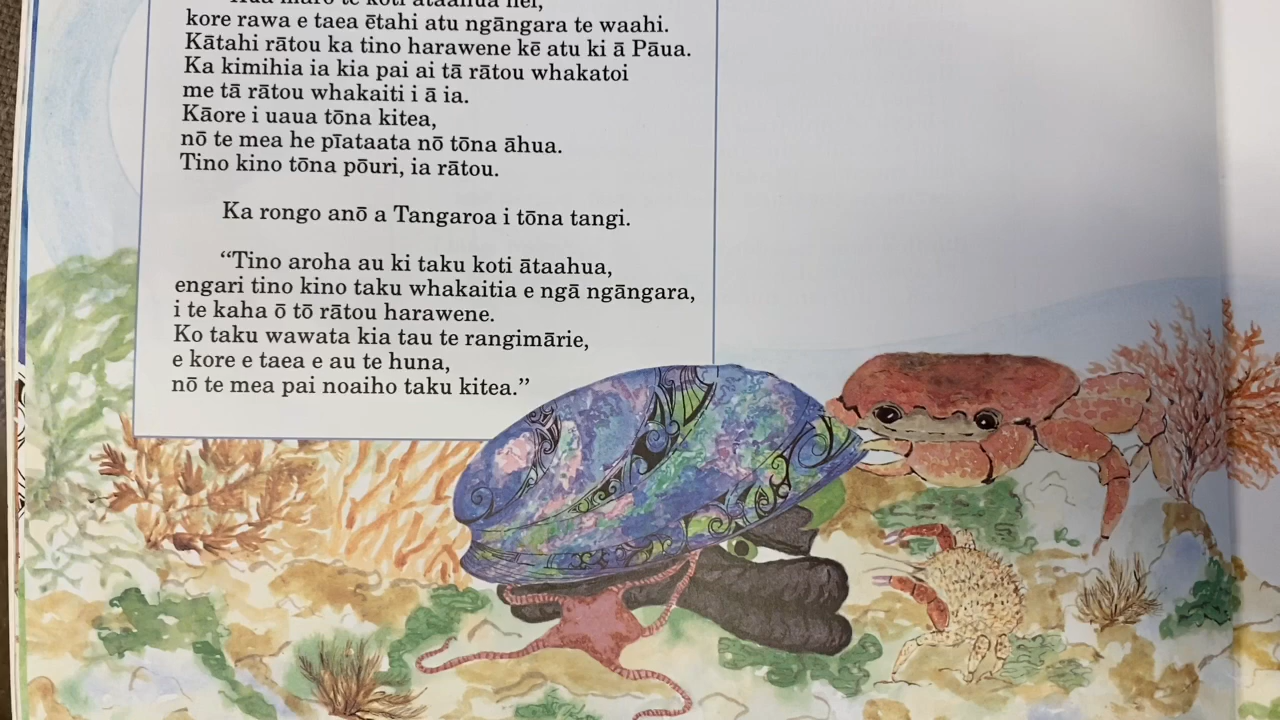 kore rawa e taea ētahi atu ngāngara te waahi.
Kātahi rātou ka tino harawene kē atu ki ā Pāua.
Ka kimihia ia kia pai ai tā rātou whakatoi
me tā rātou whakaiti i ā ia.
Kāore i uaua tōna kitea,
nō te mea he pīataata nō tōna āhua.
Tino kino tōna pōuri, ia rātou.
Ka rongo anō a Tangaroa i tōna tangi.
“Tino aroha au ki taku koti ātaahua,
engari tino kino taku whakaitia e ngā ngāngara,
i te kaha ō tō rātou harawene.
Ko taku wawata kia tau te rangimārie,
e kore e taea e au te huna,
nō te mea pai noaiho taku kitea.”